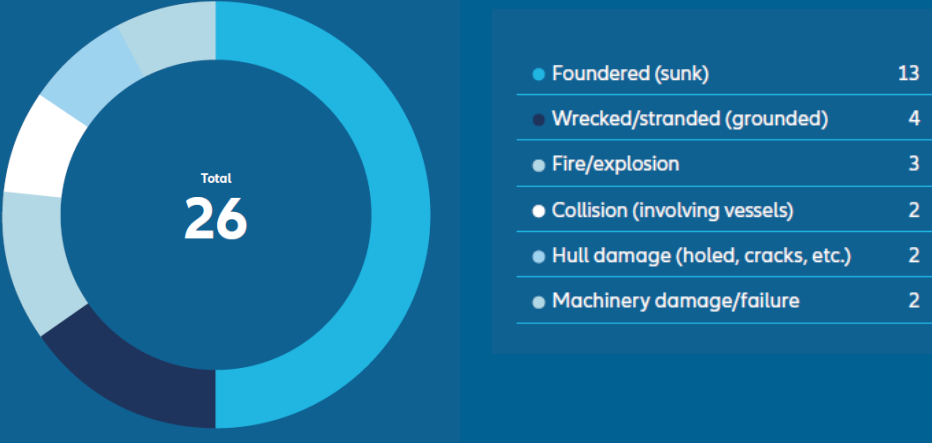 Total
26
Foundered (sunk) 13
Wrecked/stranded (grounded) 4
Fire/explosion 3
Collision (involving vessels) 2
Hull damage (holed, cracks, etc.) 2
Machinery damage/failure 2